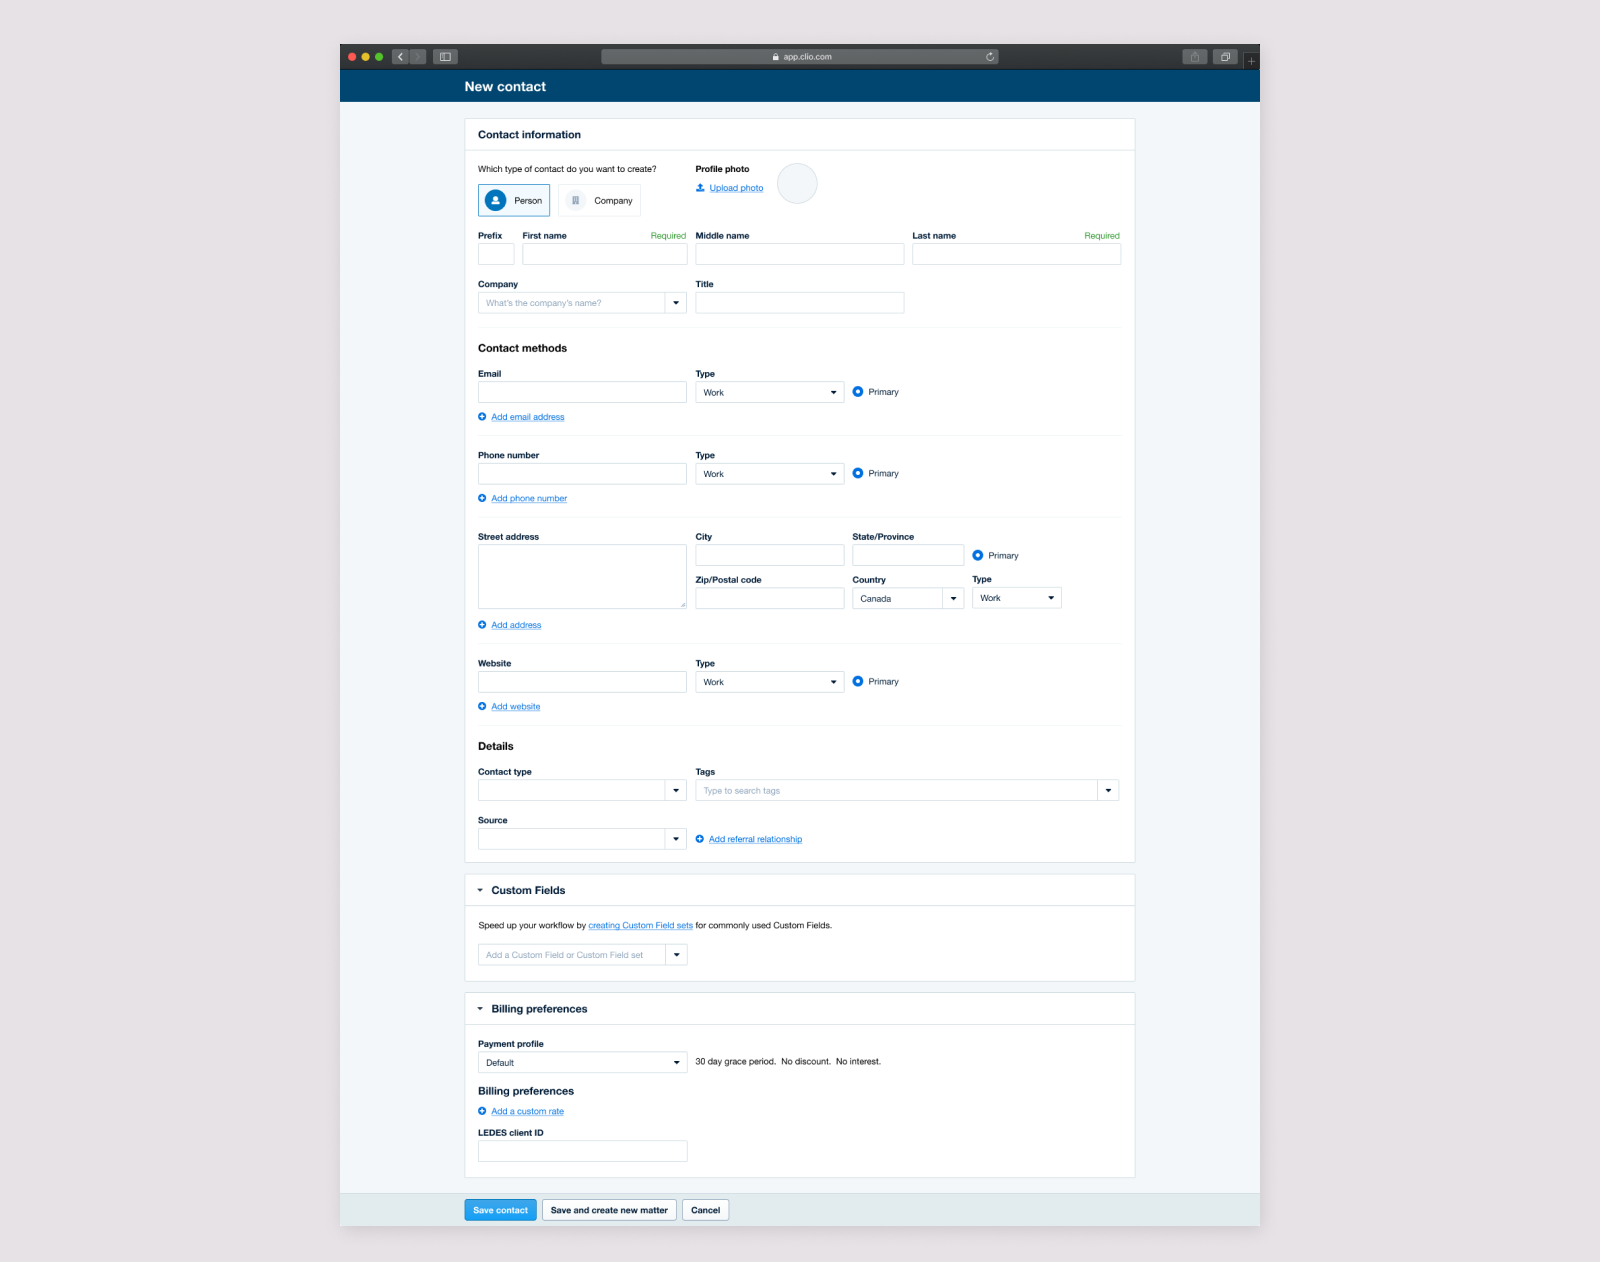 app.clio.com
New contact
Contact information
Which type of contact do you want to create?
Profile photo
Upload photo
Person
Company
Prefix
First name
Required
Middle name
Last name
Required
Company
Title
What's the company's name?
Contact methods
Email
Type
Work
Primary
Add email address
Phone number
Type
Work
Primary
Add phone number
Street address
City
State/Province
Primary
Zip/Postal code
Country
Type
Canada
Work
Add address
Website
Type
Work
Primary
Add website
Details
Contact type
Tags
Type to search tags
Source
Add referral relationship
Custom Fields
Speed up your workflow by creating Custom Field sets for commonly used Custom Fields.
Add a Custom Field or Custom Field set
Billing preferences
Payment profile
Default
30 day grace period. No discount. No interest.
Billing preferences
Add a custom rate
LEDES client ID
Save contact
Save and create new matter
Cancel